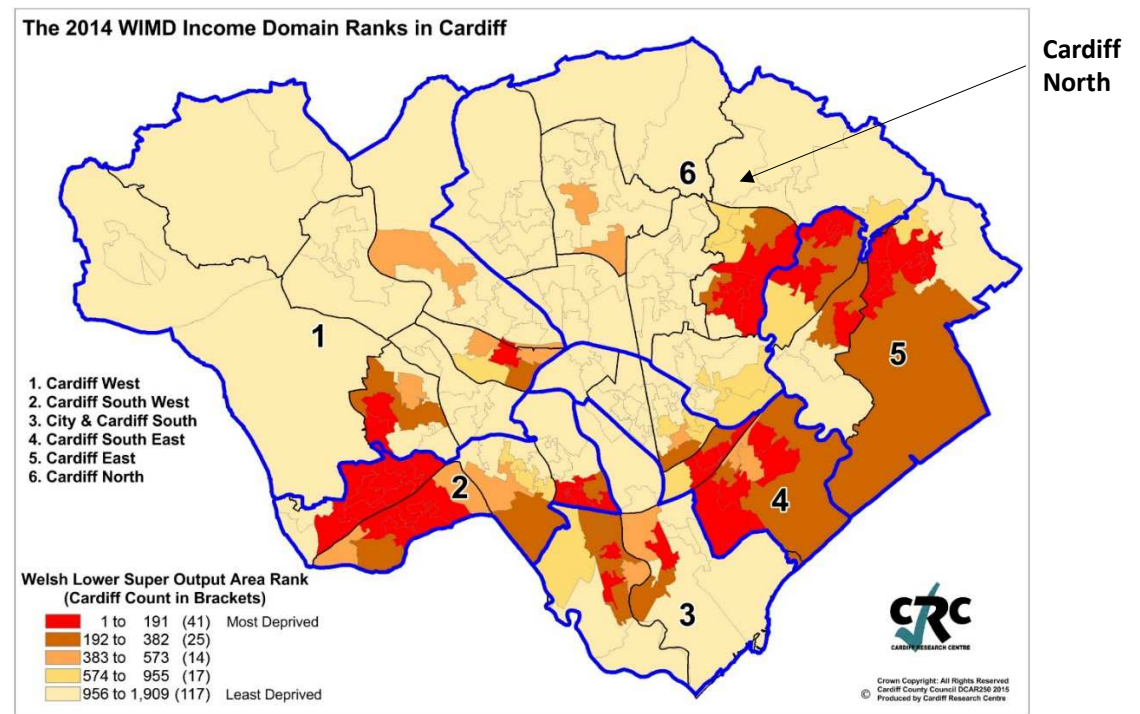 The 2014 WIMD Income Domain Ranks in Cardiff
Cardiff
North
6
1
5
1. Cardiff West
2. Cardiff South West
3. City & Cardiff South
4. Cardiff South East
5. Cardiff East
6. Cardiff North
2
4
3
Welsh Lower Super Output Area Rank
(Cardiff Count in Brackets)
1 to 191 (41) Most Deprived
192 to 382 (25)
383 to 573 (14)
574 to 955 (17)
956 to 1,909 (117) Least Deprived
CRC
CARDIFF RESEARCH CENTRE
Crown Copyright: All Rights Reserved
© Cardiff County Council DCAR250 2015
Produced by Cardiff Research Centre